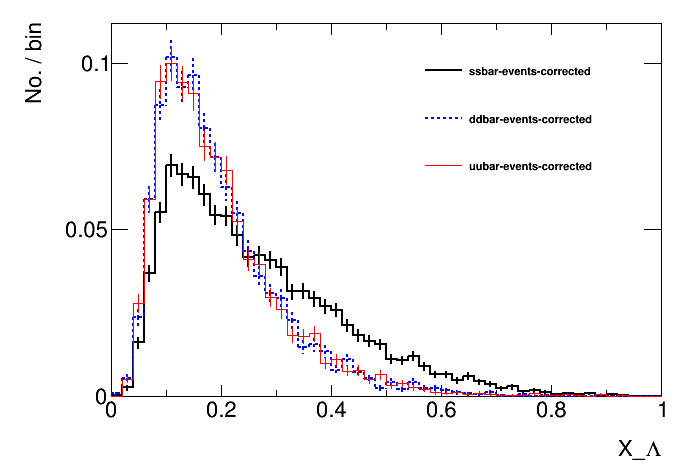 No. / bin
0.1
0.05
0
ssbar-events-corrected
ddbar-events-corrected
uubar-events-corrected
0 0.2 0.4 0.6 0.8 1
X_Λ